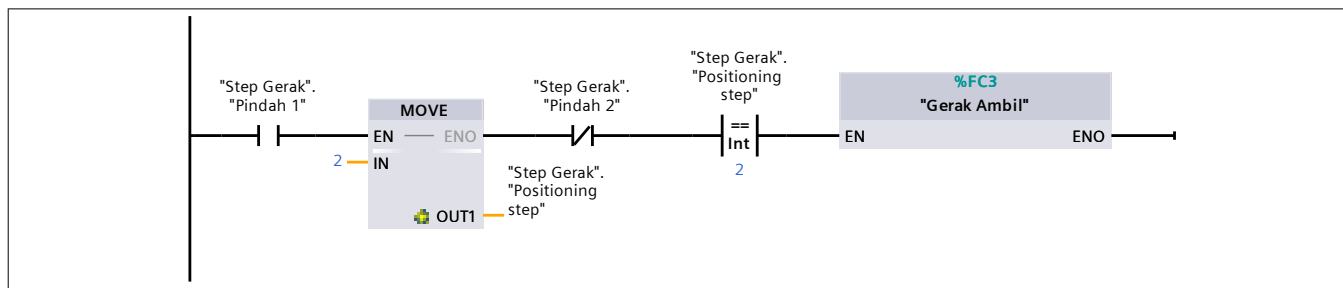 "Step Gerak".
"Pindah 1"
MOVE
EN
ENO
2
IN
OUT1
"Step Gerak".
"Positioning
step"
"Step Gerak".
"Pindah 2"
"Step Gerak".
"Positioning
step"
==
Int
2
%FC3
"Gerak Ambil"
EN
ENO